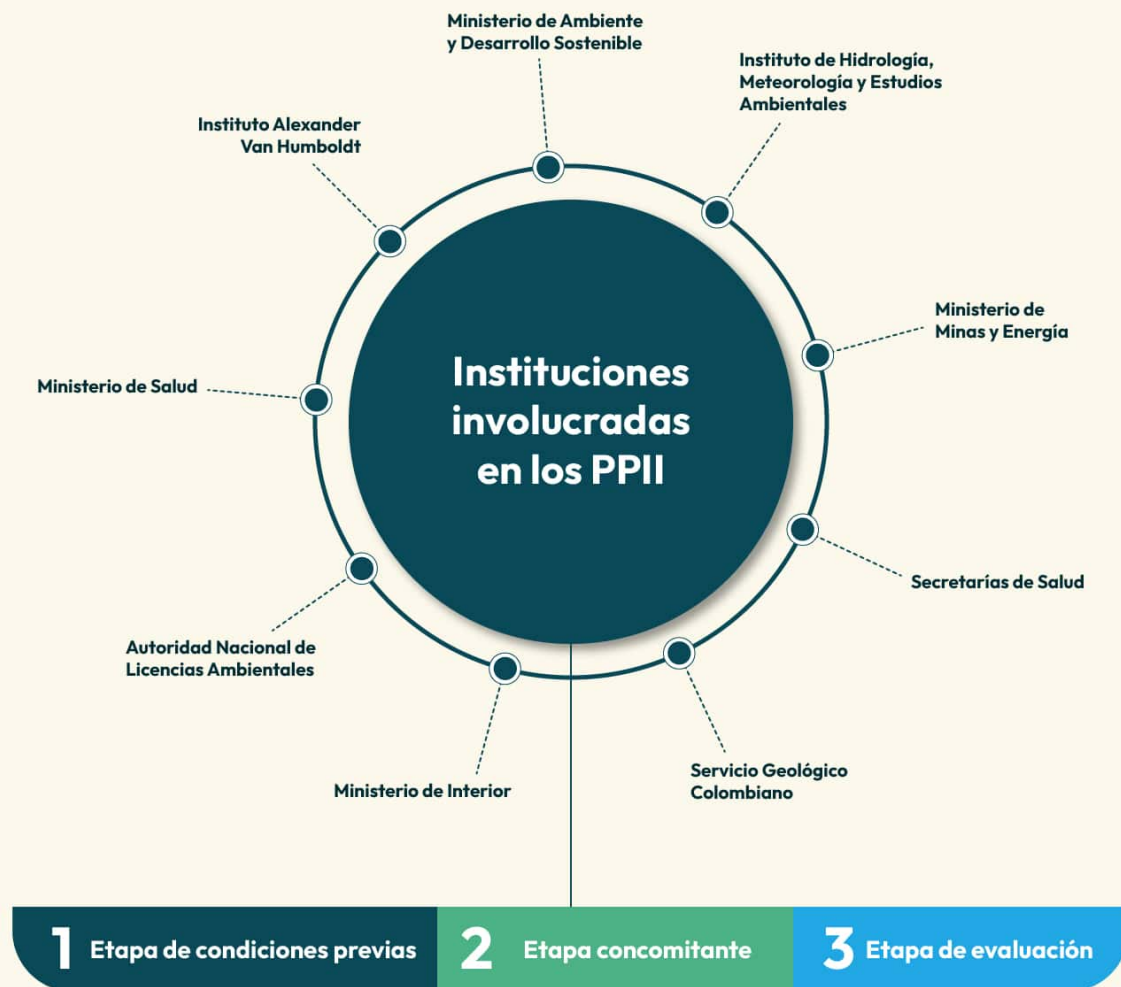 Ministerio de Ambiente
y Desarrollo Sostenible
Instituto de Hidrología,
Meteorología y Estudios
Ambientales
Instituto Alexander
Van Humboldt
Ministerio de
Minas y Energía
Ministerio de Salud
Instituciones
involucradas
en los PPII
Secretarías de Salud
Autoridad Nacional de
Licencias Ambientales
Servicio Geológico
Colombiano
Ministerio de Interior
1 Etapa de condiciones previas
2 Etapa concomitante
3 Etapa de evaluación